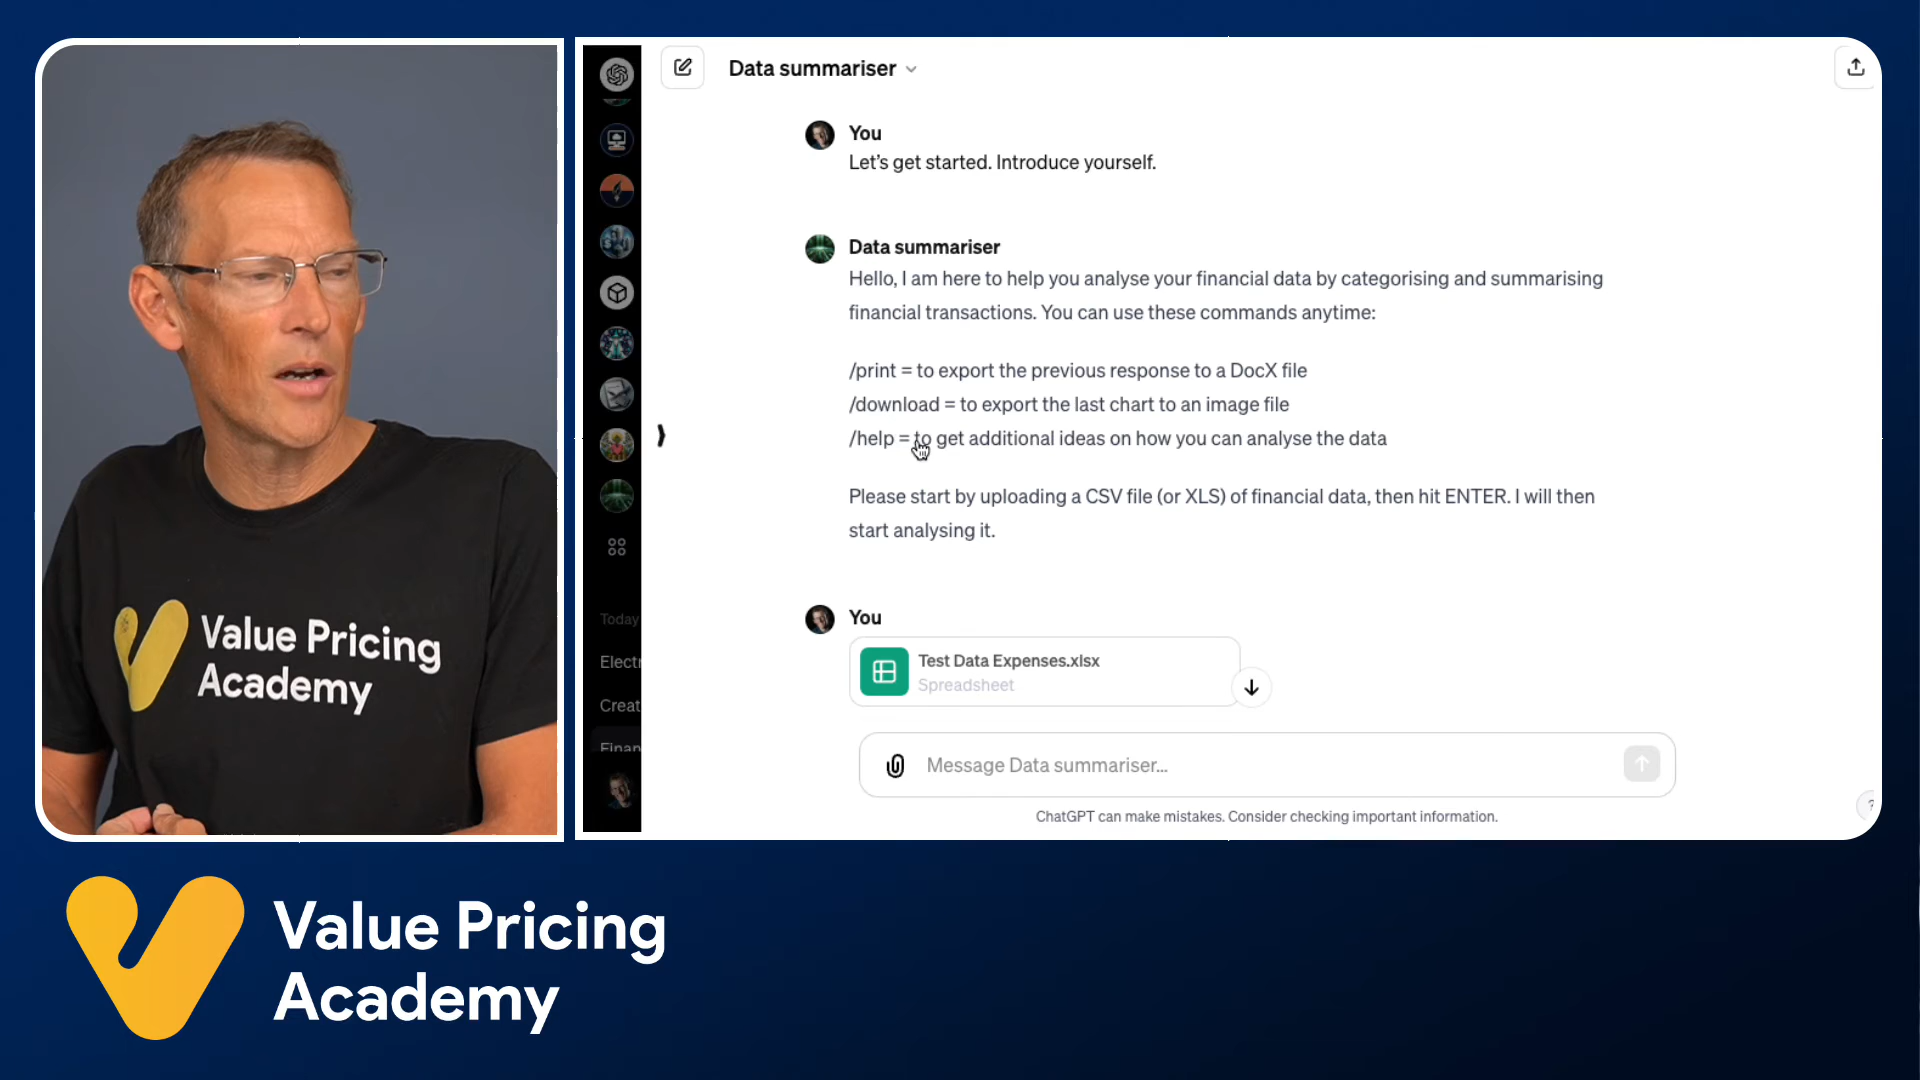 Value Pricing
Academy
Data summariser
You
Let's get started. Introduce yourself.
Data summariser
Hello, I am here to help you analyse your financial data by categorising and summarising
financial transactions. You can use these commands anytime:
/print = to export the previous response to a DocX file
/download = to export the last chart to an image file
/help = to get additional ideas on how you can analyse the data
Please start by uploading a CSV file (or XLS) of financial data, then hit ENTER. I will then
start analysing it.
You
Test Data Expenses.xlsx
Spreadsheet
Message Data summariser...
ChatGPT can make mistakes. Consider checking important information.
?
Today
Electr
Creat
Finan
Value Pricing
Academy